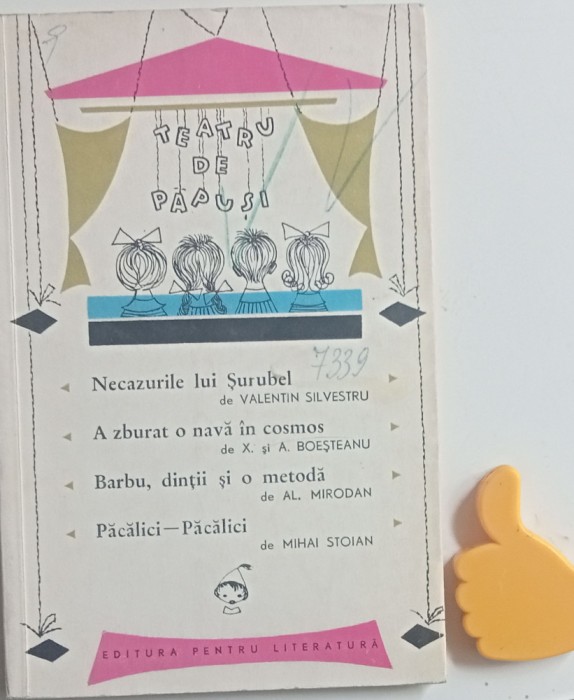 TEATRU
DE
PĂPUȘI
7339
Necazurile lui Șurubel
de VALENTIN SILVESTRU
A zburat o navă în cosmos
de X. și A. BOEȘTEANU
Barbu, dinții și o metodă
de AL. MIRODAN
Păcălici—Păcălici
de MIHAI STOIAN
EDITURA PENTRU LITERATURĂ